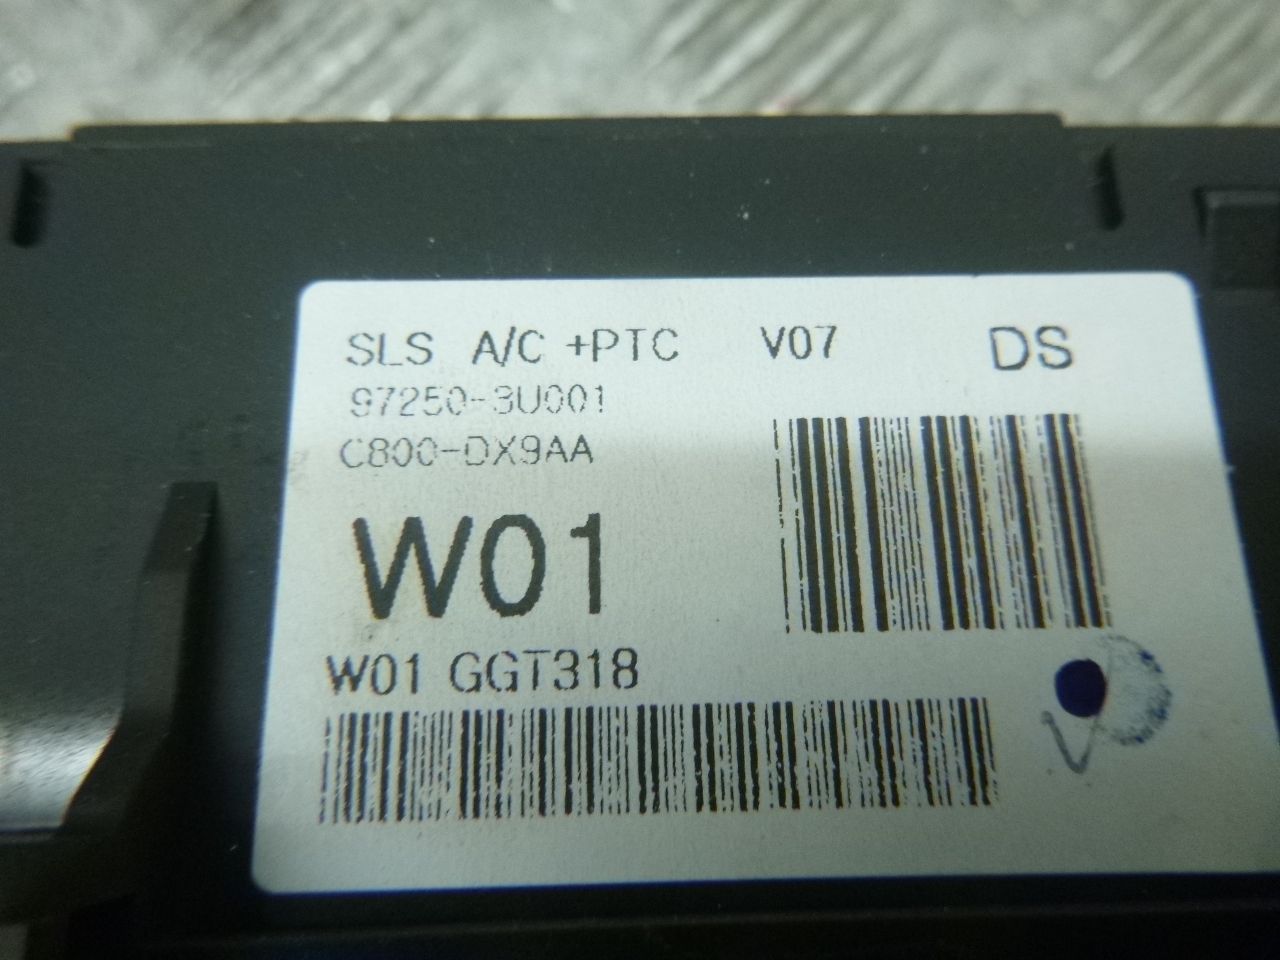 SLS A/C +PTC V07 DS
97250-3U001
C800-DX9AA
W01
W01 GGT318